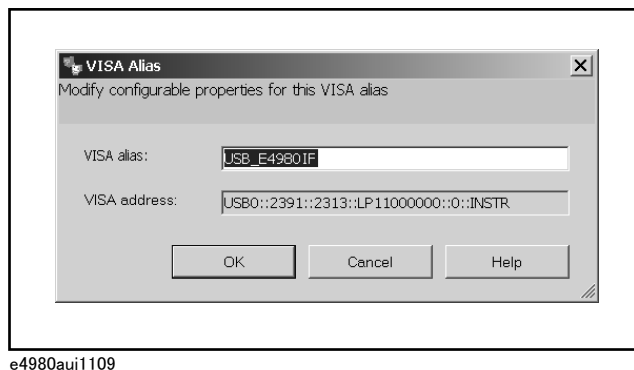 VISA Alias
Modify configurable properties for this VISA alias
VISA alias: USB_E4980IF
VISA address: USB0::2391::2313::LP11000000::0::INSTR
OK Cancel Help
e4980aui1109